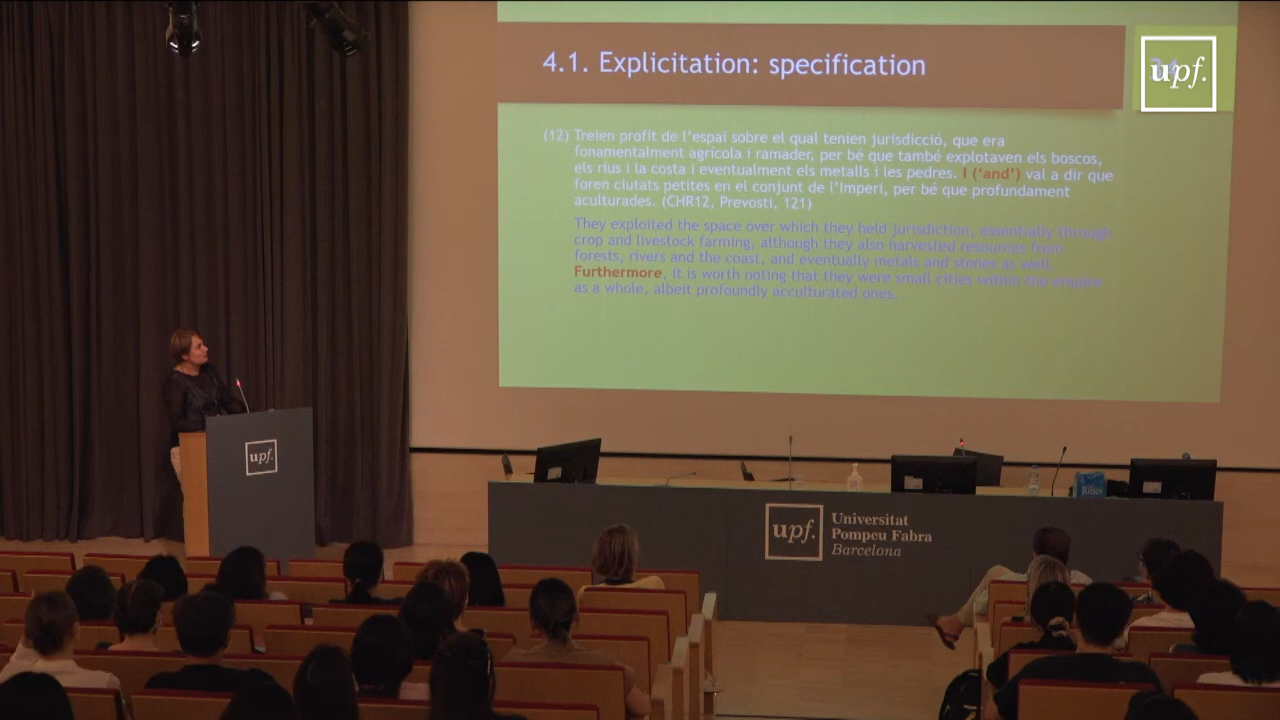 4.1. Explicitation: specification
upf.
(12) Treien profit de l'espai sobre el qual tenien jurisdicció, que era
fonamentalment agrícola i ramader, per bé que també explotaven els boscos,
els rius i la costa i eventualment els metalls i les pedres. I ('and') val a dir que
foren ciutats petites en el conjunt de l'Imperi, per bé que profundament
aculturades. (CHR12, Prevosti, 121)
They exploited the space over which they held jurisdiction, essentially through
crop and livestock farming, although they also harvested resources from
forests, rivers and the coast, and eventually metals and stones as well.
Furthermore, it is worth noting that they were small cities within the empire
as a whole, albeit profoundly acculturated ones.
upf.
upf.
Universitat
Pompeu Fabra
Barcelona
Ribes